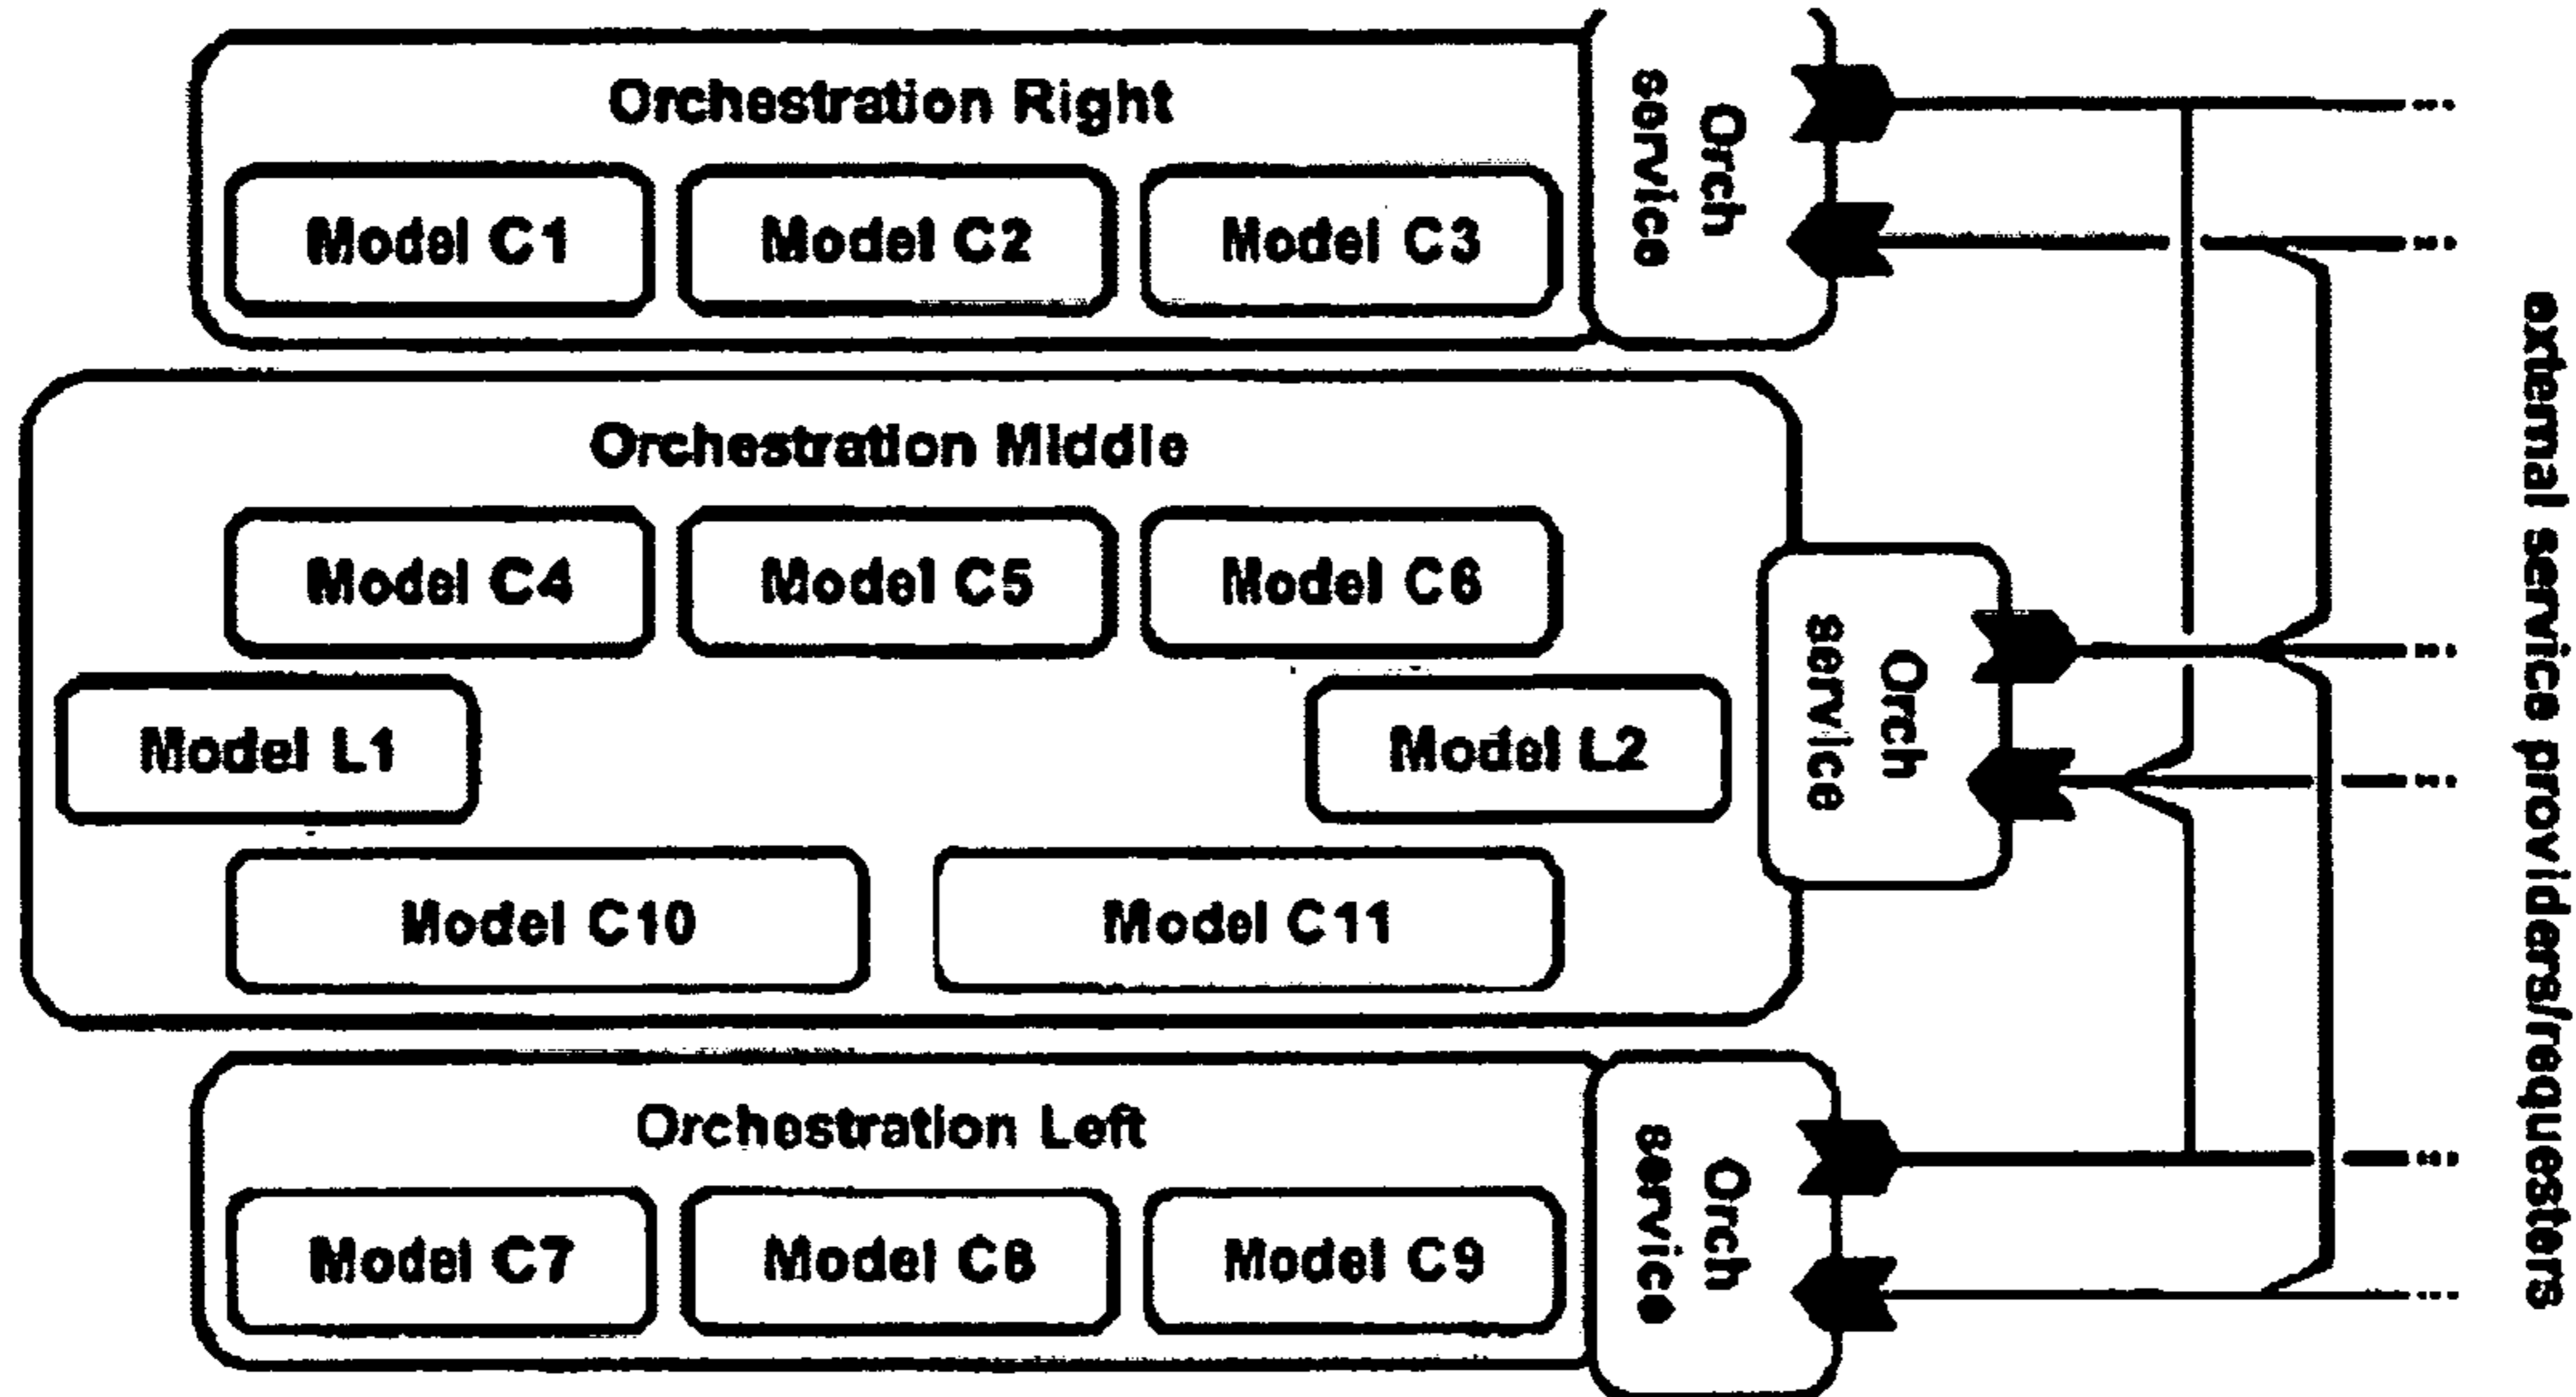 Orchestration Right
Model C1
Model C2
Model C3
Orch
service
Orchestration Middle
Model C4
Model C5
Model C6
Model L1
Model L2
Model C10
Model C11
Orch
service
Orchestration Left
Model C7
Model C8
Model C9
Orch
service
external service providers/requesters